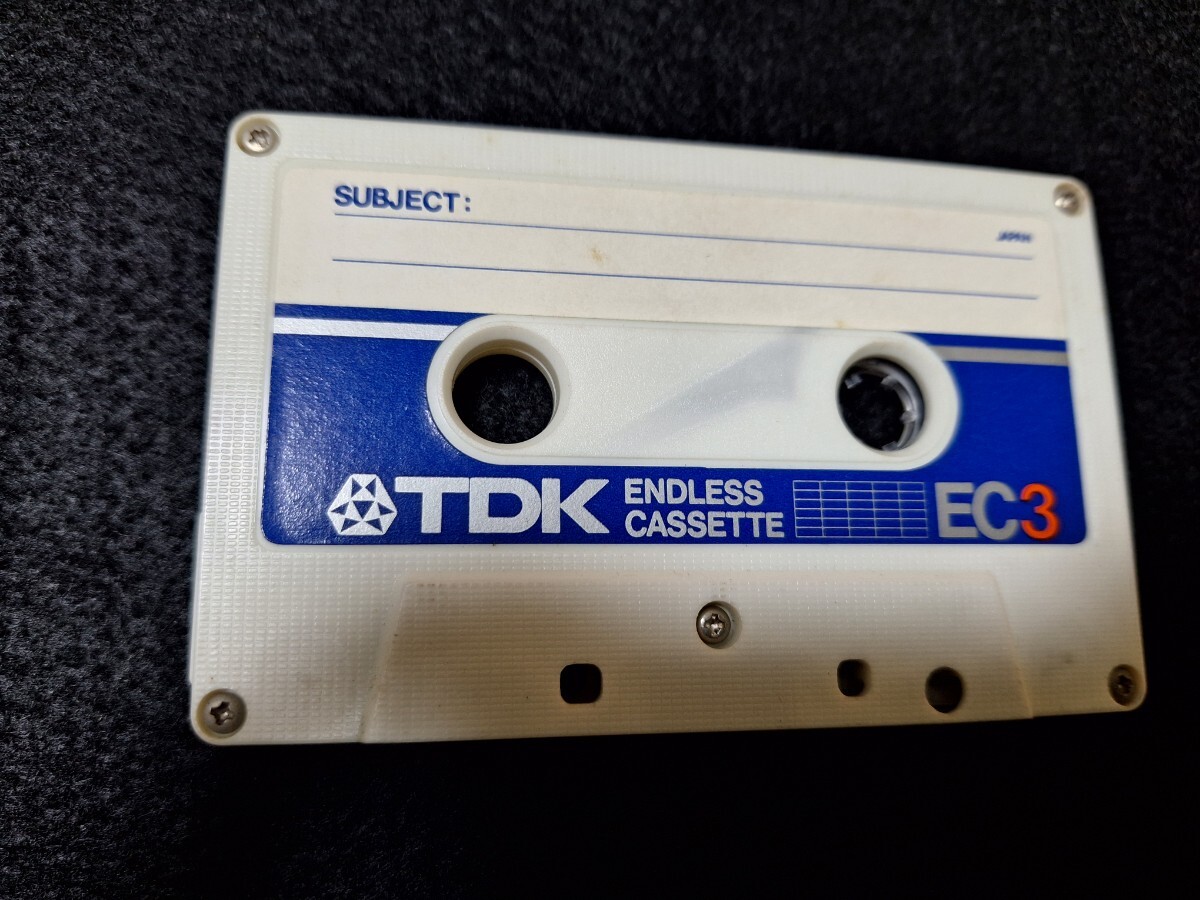 SUBJECT:
JAPAN
TDK ENDLESS CASSETTE EC3